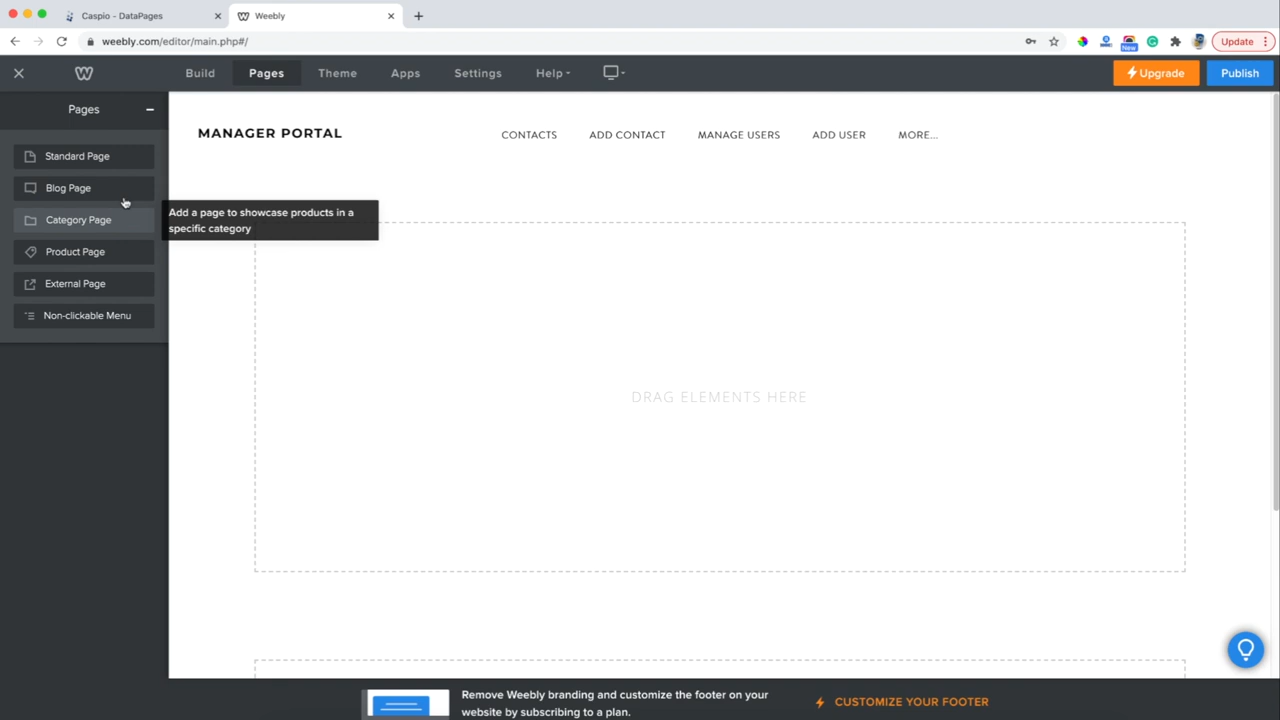 Caspio - DataPages
Weebly
weebly.com/editor/main.php#/
New
Update
Build
Pages
Theme
Apps
Settings
Help
Upgrade
Publish
Pages
Standard Page
Blog Page
Category Page
Product Page
External Page
Non-clickable Menu
Add a page to showcase products in a
specific category
MANAGER PORTAL
CONTACTS
ADD CONTACT
MANAGE USERS
ADD USER
MORE...
DRAG ELEMENTS HERE
Remove Weebly branding and customize the footer on your
website by subscribing to a plan.
CUSTOMIZE YOUR FOOTER